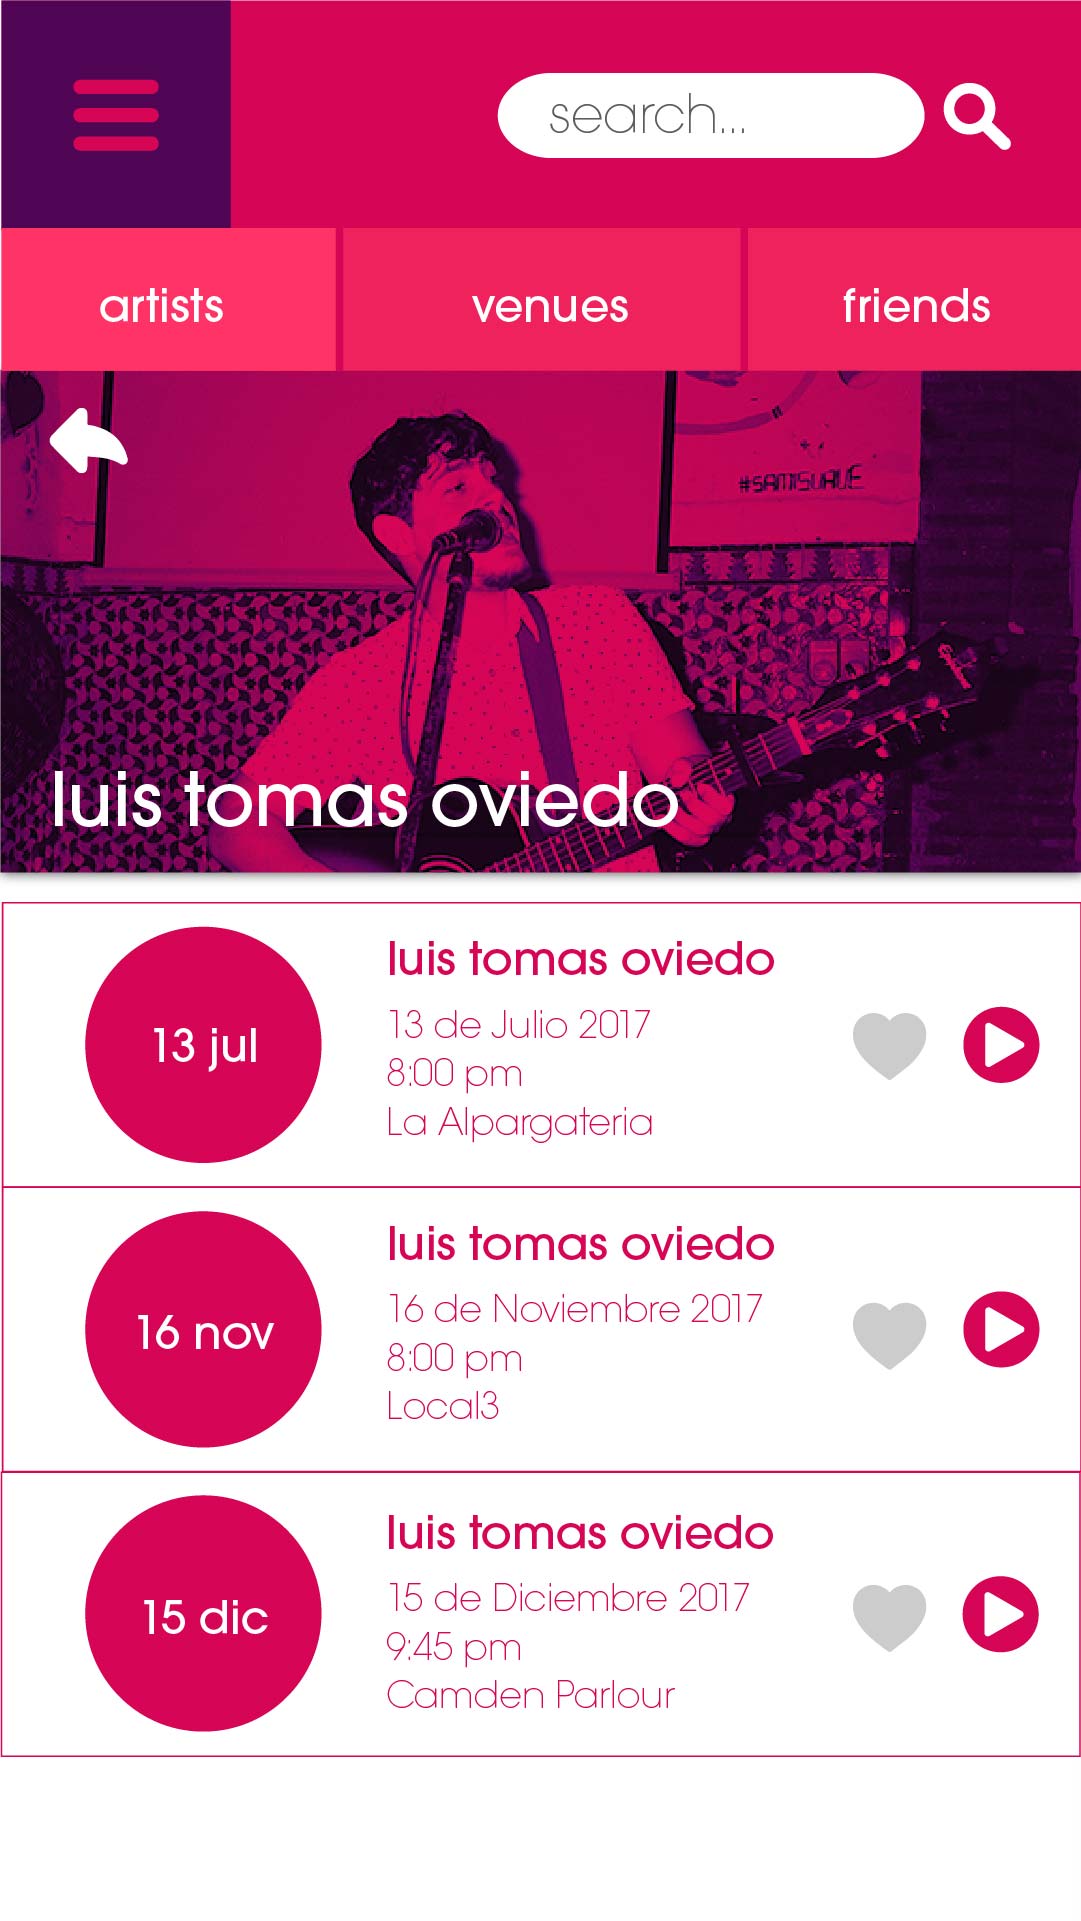 search...
artists
venues
friends
#SAMISUAVE
luis tomas oviedo
13 jul
luis tomas oviedo
13 de Julio 2017
8:00 pm
La Alpargateria
16 nov
luis tomas oviedo
16 de Noviembre 2017
8:00 pm
Local3
15 dic
luis tomas oviedo
15 de Diciembre 2017
9:45 pm
Camden Parlour